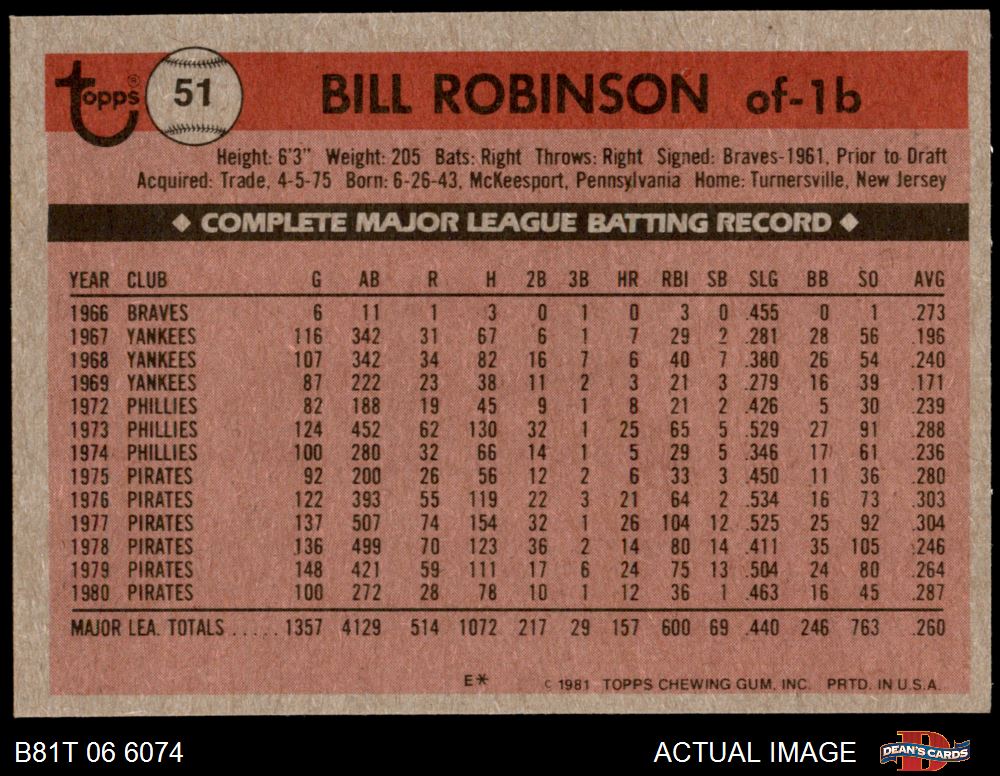 topps® 51 BILL ROBINSON of-1b
Height: 6'3" Weight: 205 Bats: Right Throws: Right Signed: Braves-1961, Prior to Draft
Acquired: Trade, 4-5-75 Born: 6-26-43, McKeesport, Pennsylvania Home: Turnersville, New Jersey
◆ COMPLETE MAJOR LEAGUE BATTING RECORD ◆
YEAR CLUB G AB R H 2B 3B HR RBI SB SLG BB SO AVG
1966 BRAVES 6 11 1 3 0 1 0 3 0 .455 0 1 .273
1967 YANKEES 116 342 31 67 6 1 7 29 2 .281 28 56 .196
1968 YANKEES 107 342 34 82 16 7 6 40 7 .380 26 54 .240
1969 YANKEES 87 222 23 38 11 2 3 21 3 .279 16 39 .171
1972 PHILLIES 82 188 19 45 9 1 8 21 2 .426 5 30 .239
1973 PHILLIES 124 452 62 130 32 1 25 65 5 .529 27 91 .288
1974 PHILLIES 100 280 32 66 14 1 5 29 5 .346 17 61 .236
1975 PIRATES 92 200 26 56 12 2 6 33 3 .450 11 36 .280
1976 PIRATES 122 393 55 119 22 3 21 64 2 .534 16 73 .303
1977 PIRATES 137 507 74 154 32 1 26 104 12 .525 25 92 .304
1978 PIRATES 136 499 70 123 36 2 14 80 14 .411 35 105 .246
1979 PIRATES 148 421 59 111 17 6 24 75 13 .504 24 80 .264
1980 PIRATES 100 272 28 78 10 1 12 36 1 .463 16 45 .287
MAJOR LEA. TOTALS ..... 1357 4129 514 1072 217 29 157 600 69 .440 246 763 .260
E* © 1981 TOPPS CHEWING GUM, INC. PRTD. IN U.S.A.
B81T 06 6074 ACTUAL IMAGE DEAN'S CARDS